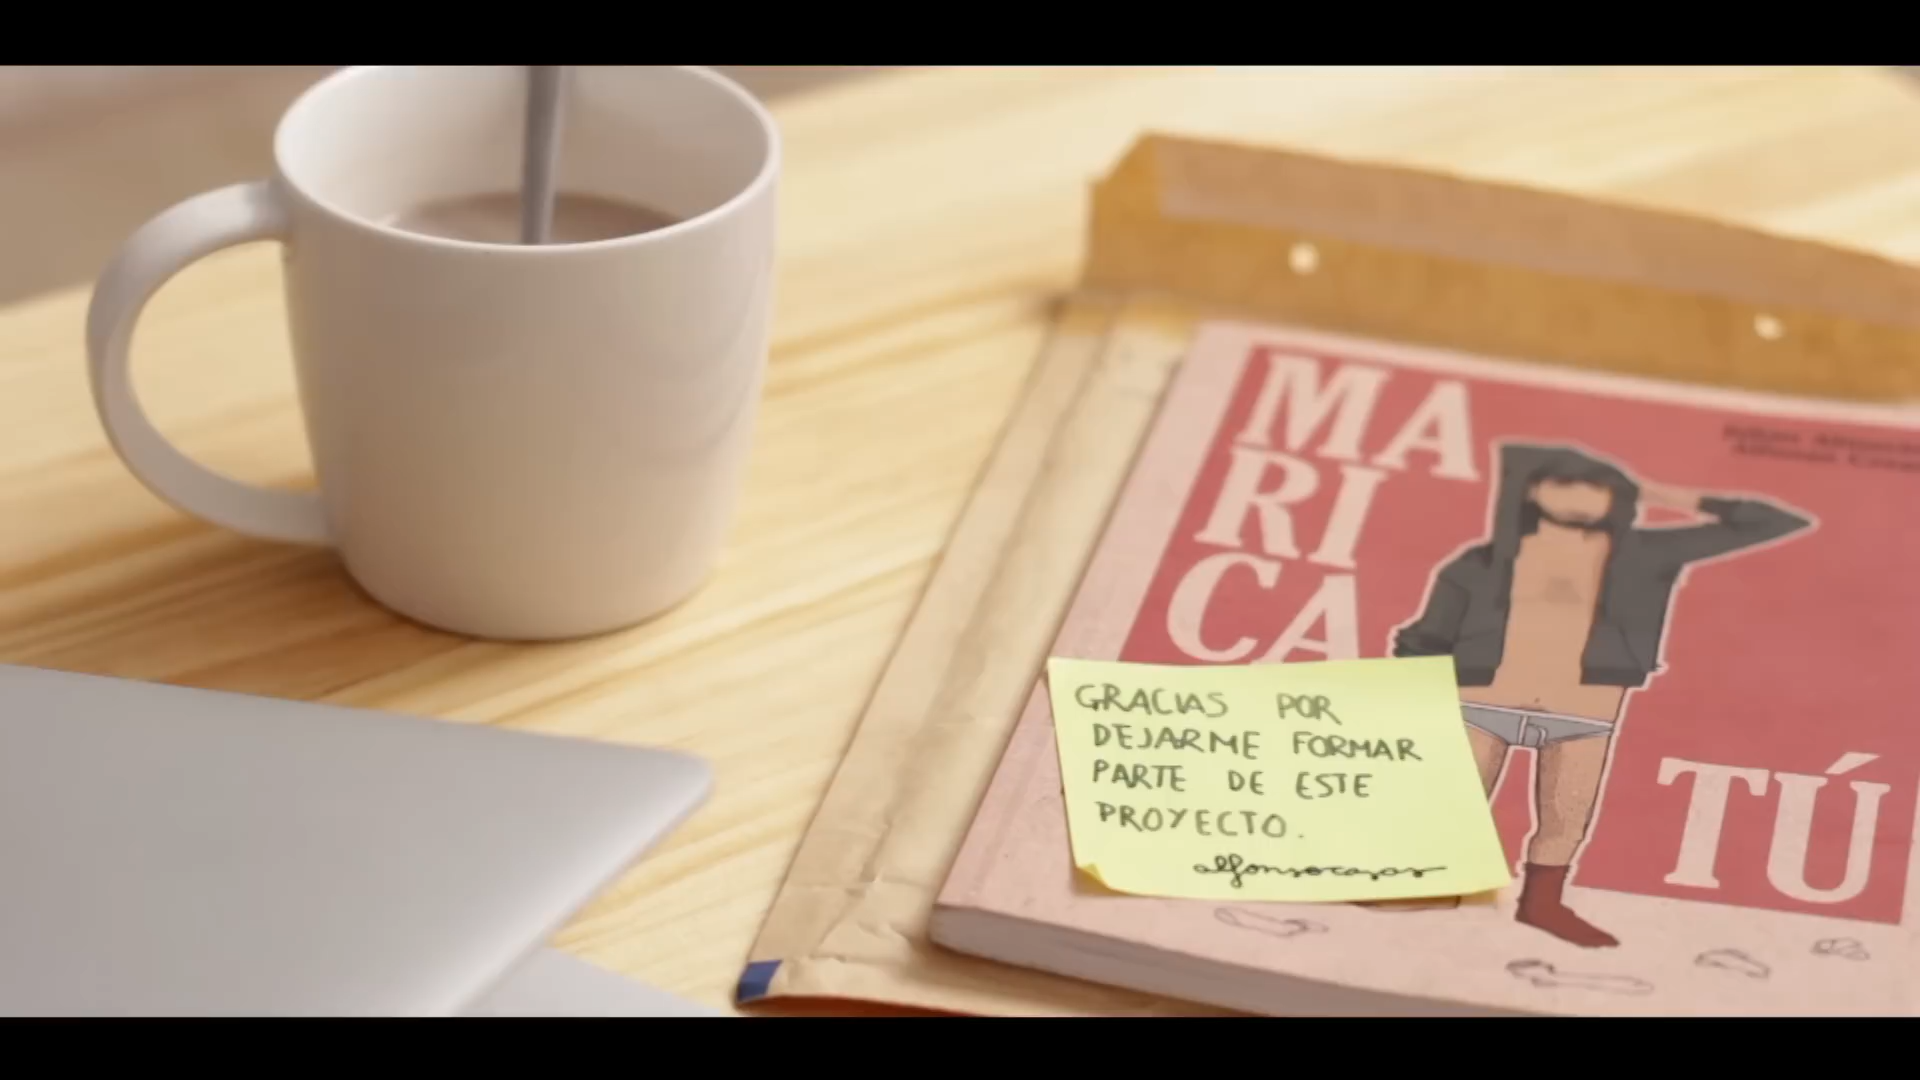 MA
RI
CA
TÚ
GRACIAS POR
DEJARME FORMAR
PARTE DE ESTE
PROYECTO.
alfonsocasas